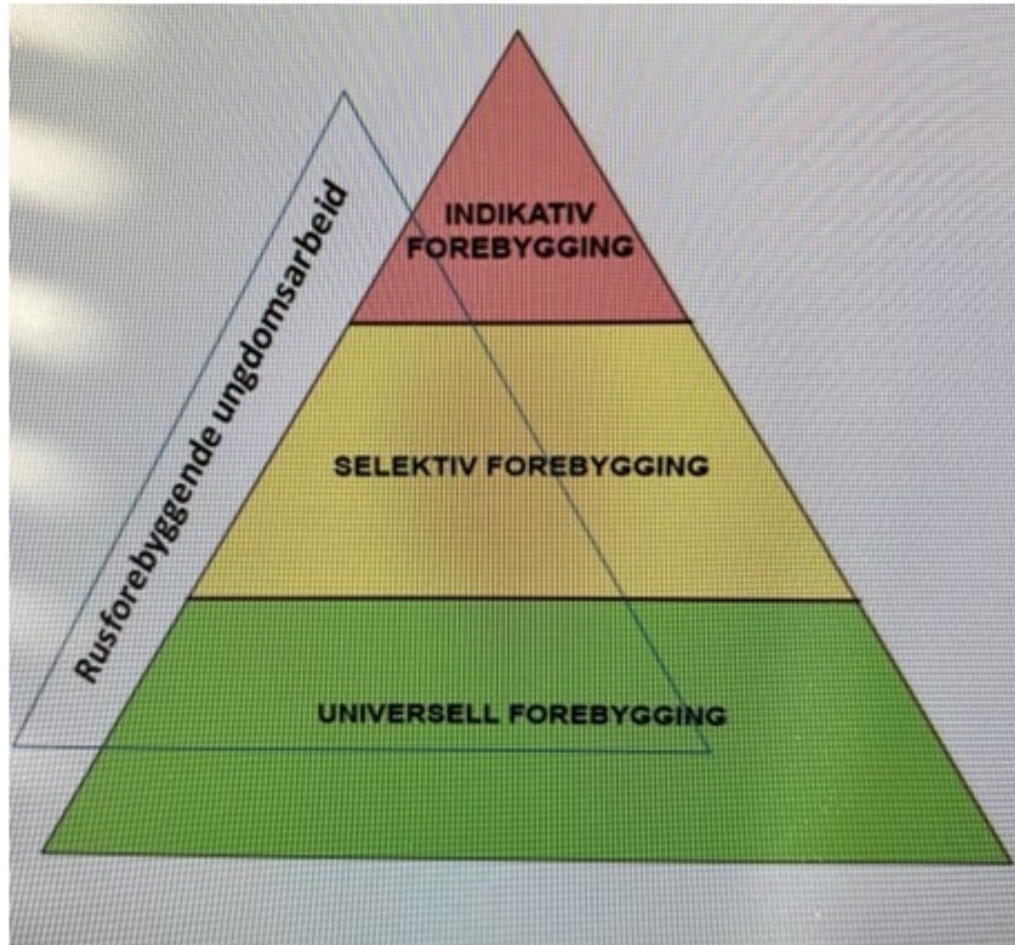 INDIKATIV
FOREBYGGING
Rusforebyggende ungdomsarbeid
SELEKTIV FOREBYGGING
UNIVERSELL FOREBYGGING